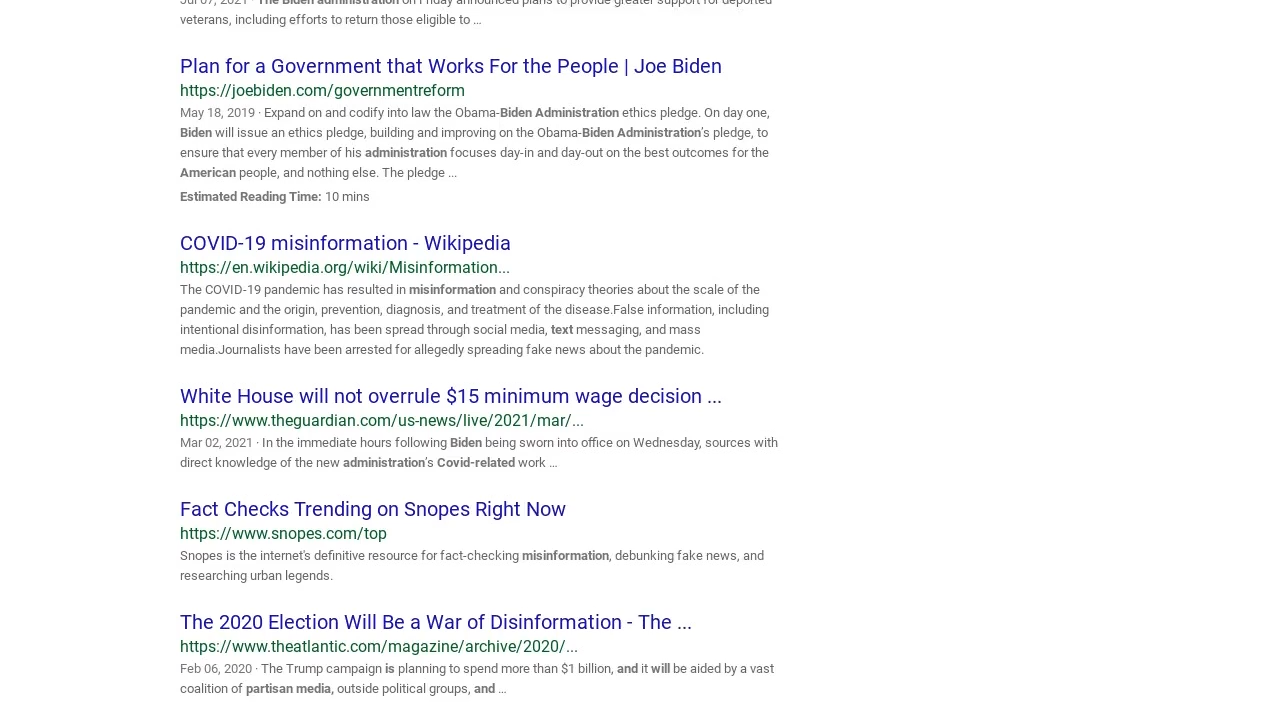 Jul 07, 2021 · The Biden administration on Friday announced plans to provide greater support for deported
veterans, including efforts to return those eligible to ...
Plan for a Government that Works For the People | Joe Biden
https://joebiden.com/governmentreform
May 18, 2019 · Expand on and codify into law the Obama-Biden Administration ethics pledge. On day one,
Biden will issue an ethics pledge, building and improving on the Obama-Biden Administration's pledge, to
ensure that every member of his administration focuses day-in and day-out on the best outcomes for the
American people, and nothing else. The pledge ...
Estimated Reading Time: 10 mins
COVID-19 misinformation - Wikipedia
https://en.wikipedia.org/wiki/Misinformation...
The COVID-19 pandemic has resulted in misinformation and conspiracy theories about the scale of the
pandemic and the origin, prevention, diagnosis, and treatment of the disease.False information, including
intentional disinformation, has been spread through social media, text messaging, and mass
media.Journalists have been arrested for allegedly spreading fake news about the pandemic.
White House will not overrule $15 minimum wage decision ...
https://www.theguardian.com/us-news/live/2021/mar/...
Mar 02, 2021 · In the immediate hours following Biden being sworn into office on Wednesday, sources with
direct knowledge of the new administration's Covid-related work ...
Fact Checks Trending on Snopes Right Now
https://www.snopes.com/top
Snopes is the internet's definitive resource for fact-checking misinformation, debunking fake news, and
researching urban legends.
The 2020 Election Will Be a War of Disinformation - The ...
https://www.theatlantic.com/magazine/archive/2020/...
Feb 06, 2020 · The Trump campaign is planning to spend more than $1 billion, and it will be aided by a vast
coalition of partisan media, outside political groups, and ...